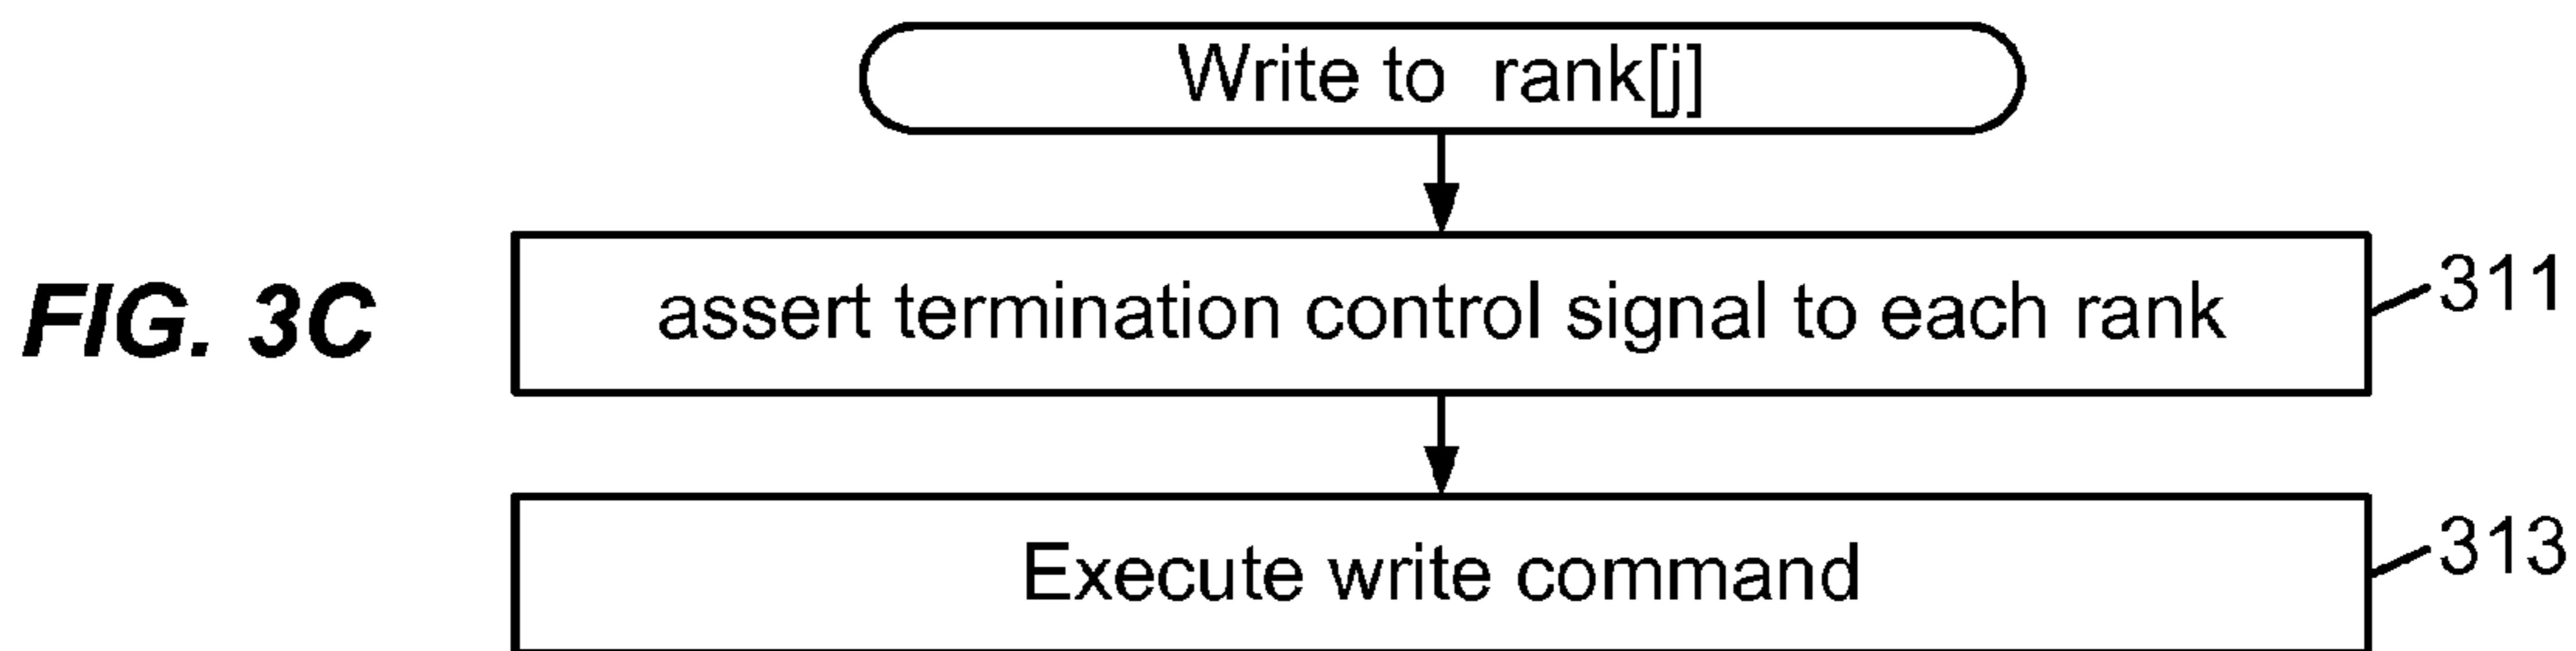 Write to rank[j]
FIG. 3C
assert termination control signal to each rank
311
Execute write command
313